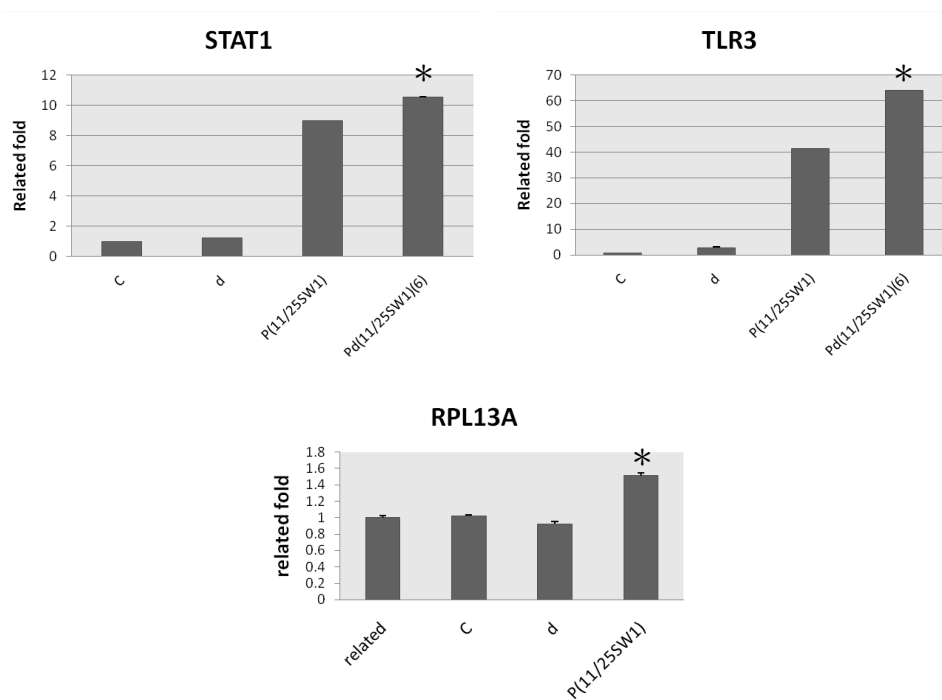 STAT1
Related fold
12
10
8
6
4
2
0
*
C
d
P(11/25SW1)
Pd(11/25SW1)(6)
TLR3
Related fold
70
60
50
40
30
20
10
0
*
C
d
P(11/25SW1)
Pd(11/25SW1)(6)
RPL13A
related fold
1.8
1.6
1.4
1.2
1
0.8
0.6
0.4
0.2
0
*
related
C
d
P(11/25SW1)